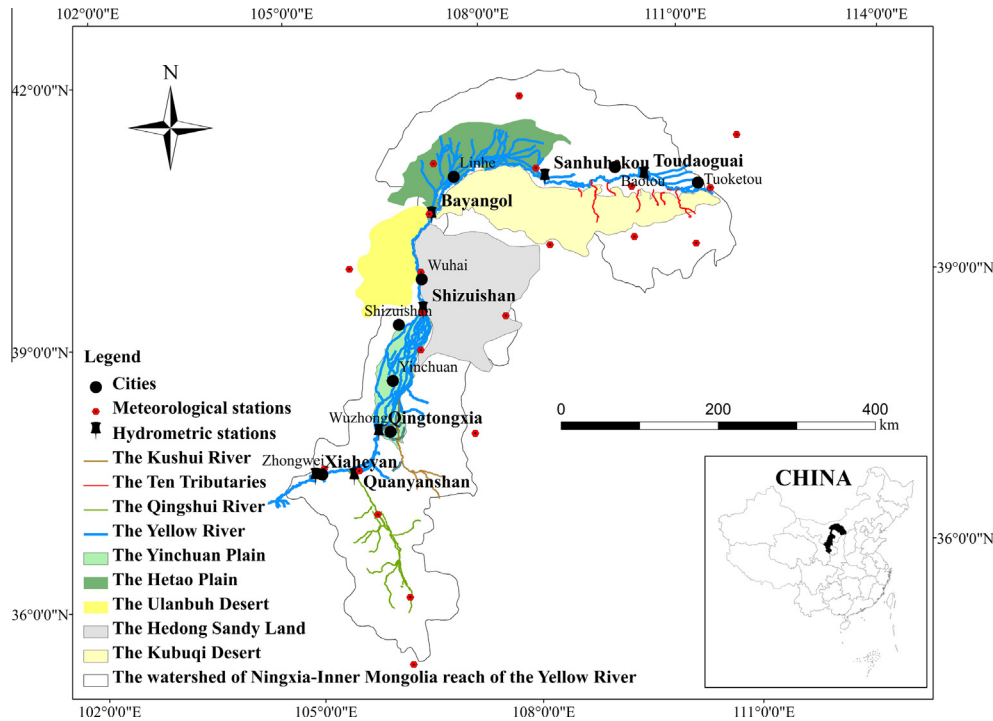 102°0'0"E 105°0'0"E 108°0'0"E 111°0'0"E 114°0'0"E
N
42°0'0"N
Linhe
Sanhuhekou
Toudaoguai
Baotou
Tuoketou
Bayangol
Wuhai
39°0'0"N
Shizuishan
Shizuishan
39°0'0"N
Yinchuan
Wuzhong
Qingtongxia
Zhongwei
Xiaheyan
Quanyanshan
Legend
Cities
Meteorological stations
Hydrometric stations
The Kushui River
The Ten Tributaries
The Qingshui River
The Yellow River
The Yinchuan Plain
The Hetao Plain
The Ulanbuh Desert
The Hedong Sandy Land
The Kubuqi Desert
The watershed of Ningxia-Inner Mongolia reach of the Yellow River
0 200 400
km
CHINA
36°0'0"N
36°0'0"N
102°0'0"E 105°0'0"E 108°0'0"E 111°0'0"E